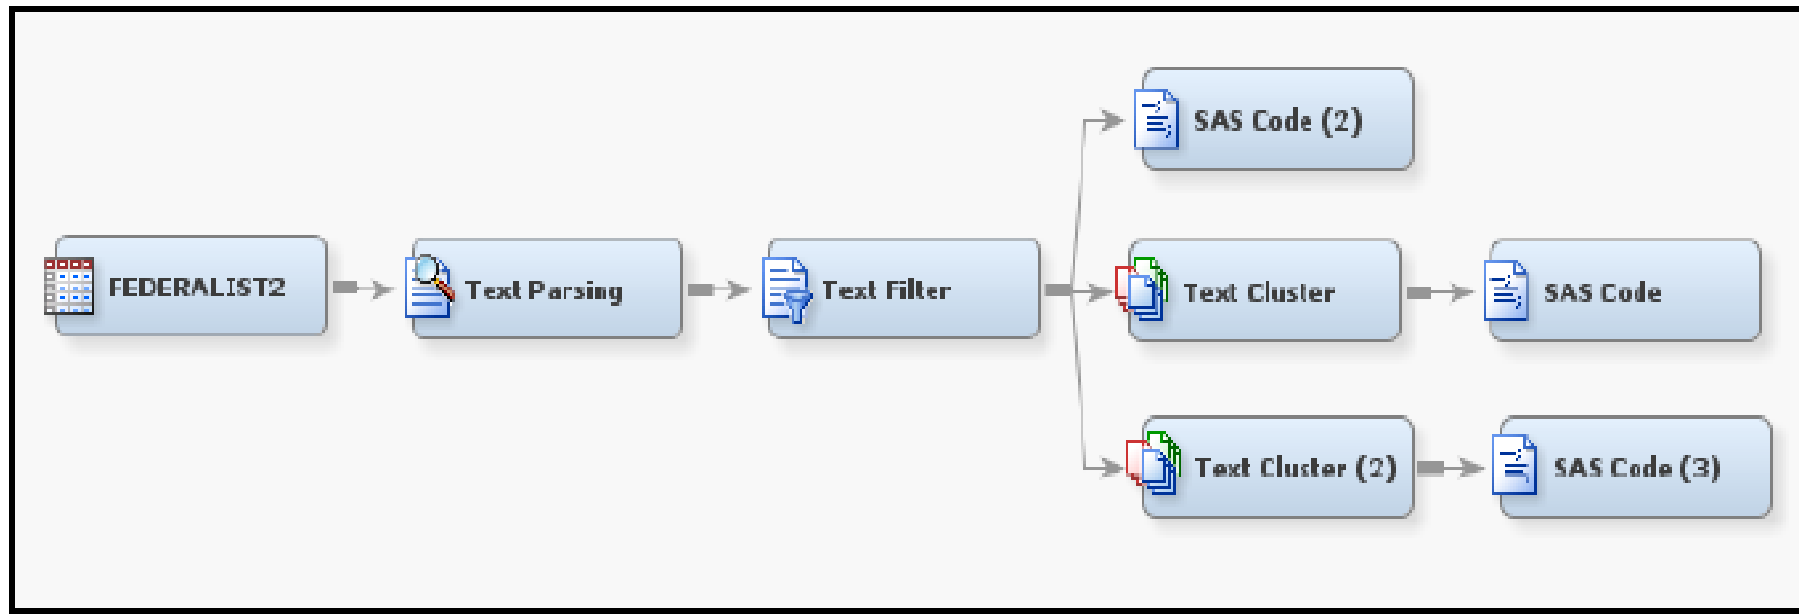 SAS Code (2)
FEDERALIST2
Text Parsing
Text Filter
Text Cluster
SAS Code
Text Cluster (2)
SAS Code (3)